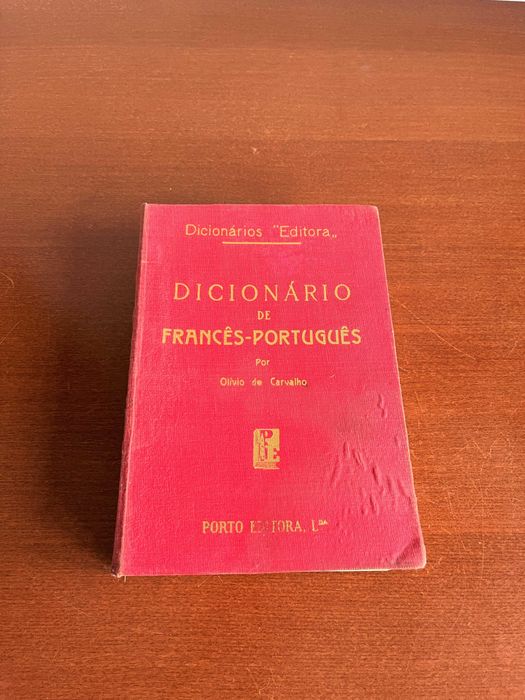 Dicionários "Editora„
DICIONÁRIO
DE
FRANCÊS-PORTUGUÊS
Por
Olívio de Carvalho
PE
PORTO EDITORA, L.DA